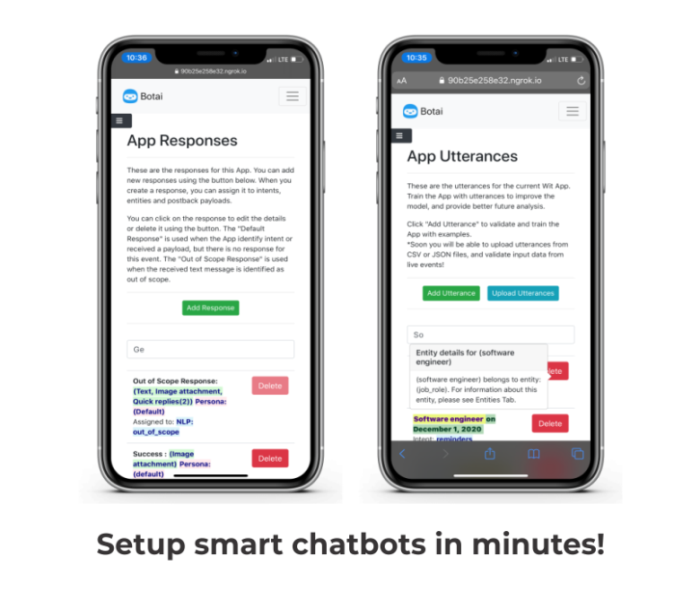 10:36
LTE
90b25e258e32.ngrok.io
Botai
App Responses
These are the responses for this App. You can add
new responses using the button below. When you
create a response, you can assign it to intents,
entities and postback payloads.
You can click on the response to edit the details
or delete it using the button. The "Default
Response" is used when the App identify intent or
received a payload, but there is no response for
this event. The "Out of Scope Response" is used
when the received text message is identified as
out of scope.
Add Response
Ge
Out of Scope Response:
(Text, Image attachment,
Quick replies(2)) Persona:
(Default)
Assigned to: NLP:
out_of_scope
Delete
Success : (Image
attachment) Persona:
(default)
Delete
10:35
LTE
AA
90b25e258e32.ngrok.io
Botai
App Utterances
These are the utterances for the current Wit App.
Train the App with utterances to improve the
model, and provide better future analysis.
Click "Add Utterance" to validate and train the
App with examples.
*Soon you will be able to upload utterances from
CSV or JSON files, and validate input data from
live events!
Add Utterance
Upload Utterances
So
Entity details for (software
engineer)
(software engineer) belongs to entity:
(job_role). For information about this
entity, please see Entities Tab.
lete
Software engineer on
December 1, 2020
Intent: reminders
Delete
Setup smart chatbots in minutes!